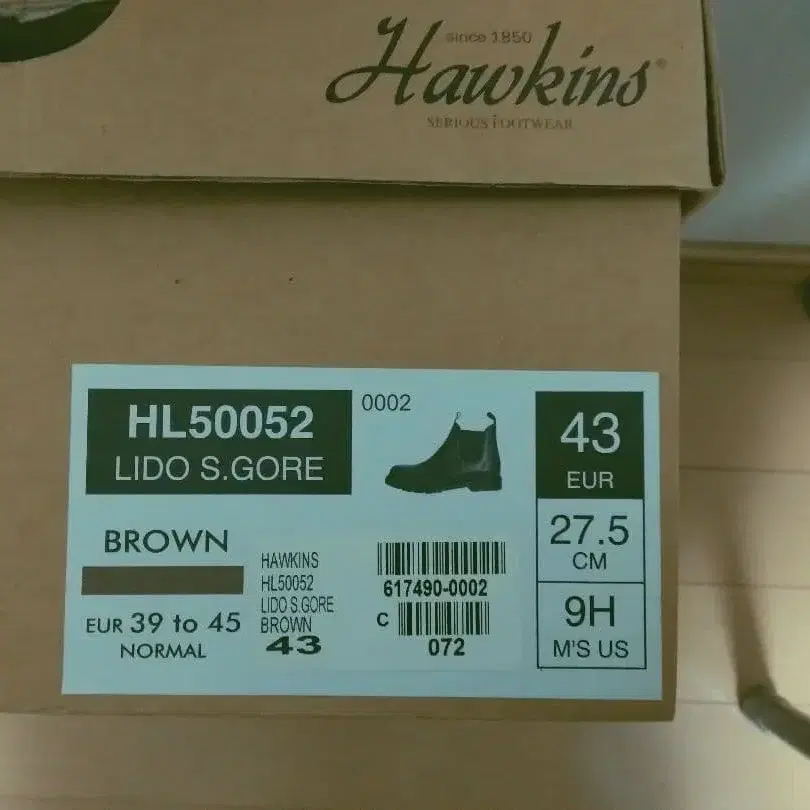 since 1850
Hawkins®
SERIOUS FOOTWEAR
HL50052
LIDO S.GORE
0002
43
EUR
27.5
CM
9H
M'S US
BROWN
EUR 39 to 45
NORMAL
HAWKINS
HL50052
LIDO S.GORE
BROWN
43
617490-0002
C
072